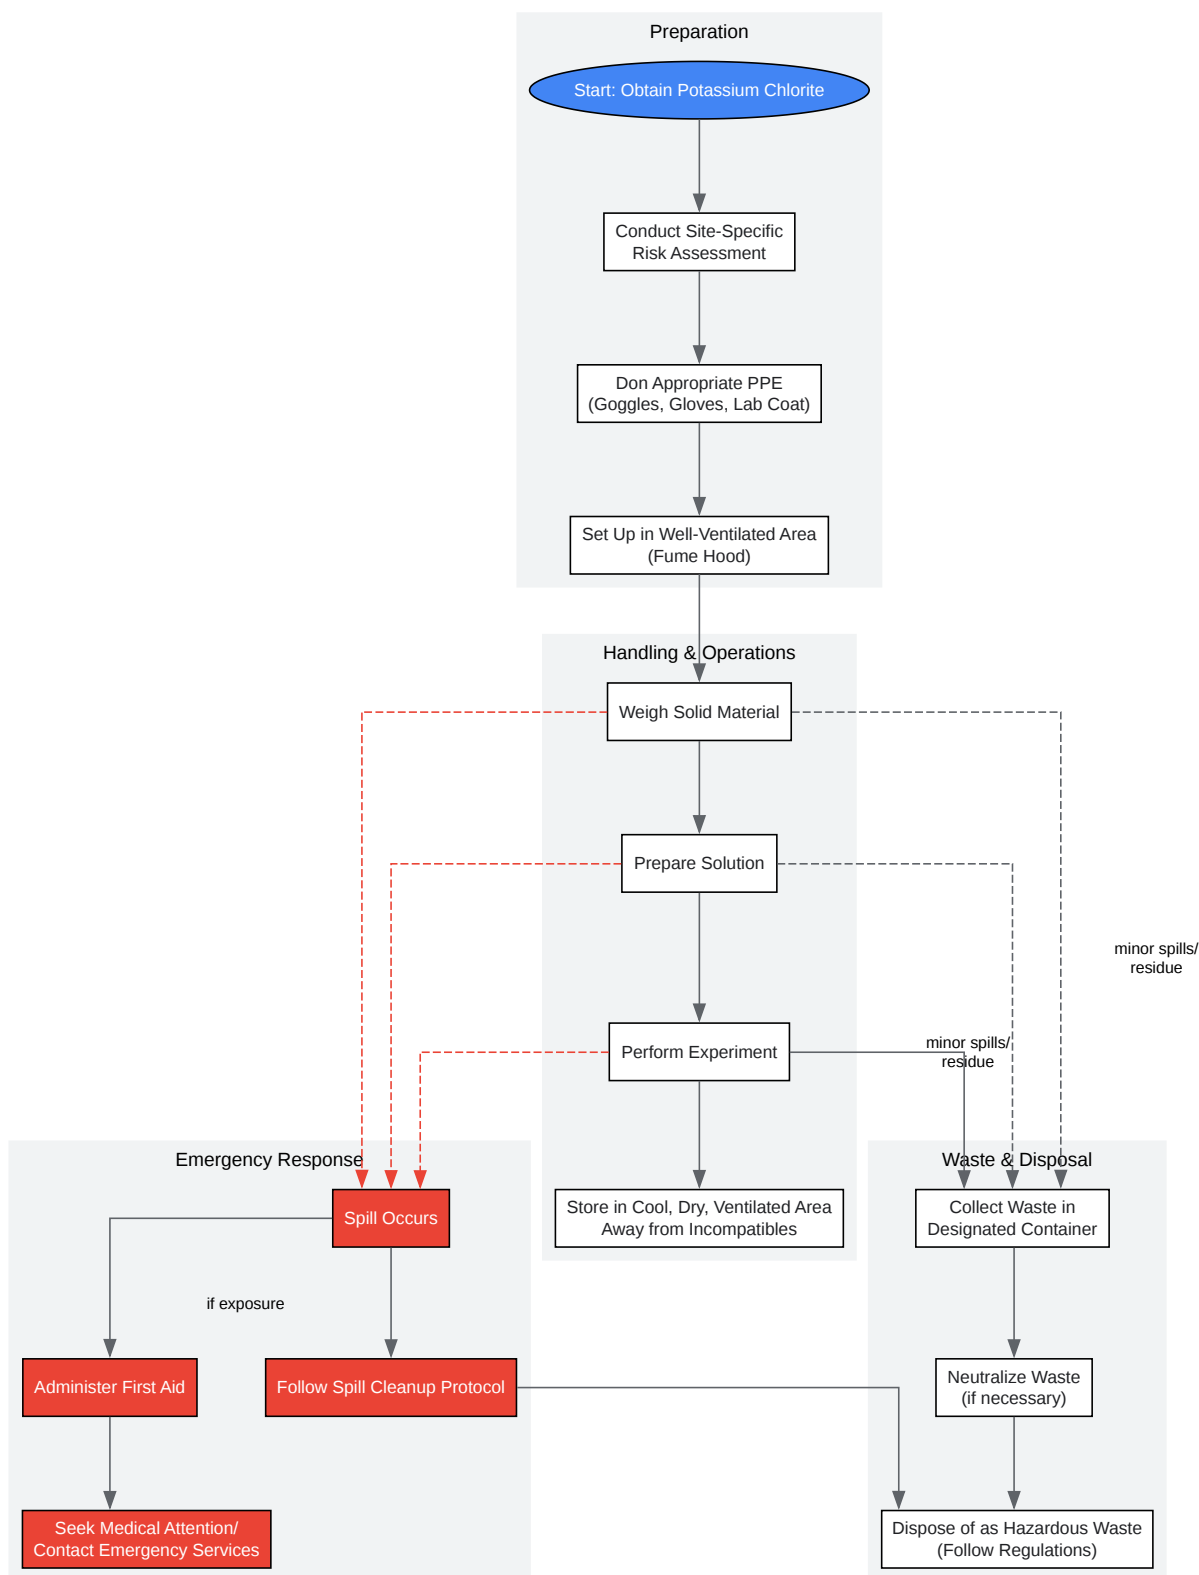 Preparation
Start: Obtain Potassium Chlorite
Conduct Site-Specific
Risk Assessment
Don Appropriate PPE
(Goggles, Gloves, Lab Coat)
Set Up in Well-Ventilated Area
(Fume Hood)
Handling & Operations
Weigh Solid Material
Prepare Solution
minor spills/
residue
Perform Experiment
minor spills/
residue
Emergency Response
Waste & Disposal
Spill Occurs
Store in Cool, Dry, Ventilated Area
Away from Incompatibles
Collect Waste in
Designated Container
if exposure
Administer First Aid
Follow Spill Cleanup Protocol
Neutralize Waste
(if necessary)
Seek Medical Attention/
Contact Emergency Services
Dispose of as Hazardous Waste
(Follow Regulations)